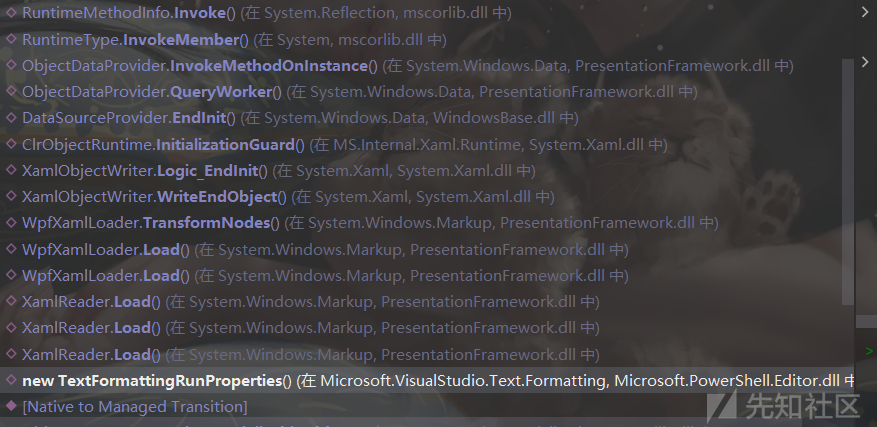 RuntimeMethodInfo.Invoke() (在 System.Reflection, mscorlib.dll 中)
RuntimeType.InvokeMember() (在 System, mscorlib.dll 中)
ObjectDataProvider.InvokeMethodOnInstance() (在 System.Windows.Data, PresentationFramework.dll 中)
ObjectDataProvider.QueryWorker() (在 System.Windows.Data, PresentationFramework.dll 中)
DataSourceProvider.EndInit() (在 System.Windows.Data, WindowsBase.dll 中)
ClrObjectRuntime.InitializationGuard() (在 MS.Internal.Xaml.Runtime, System.Xaml.dll 中)
XamlObjectWriter.Logic_EndInit() (在 System.Xaml, System.Xaml.dll 中)
XamlObjectWriter.WriteEndObject() (在 System.Xaml, System.Xaml.dll 中)
WpfXamlLoader.TransformNodes() (在 System.Windows.Markup, PresentationFramework.dll 中)
WpfXamlLoader.Load() (在 System.Windows.Markup, PresentationFramework.dll 中)
WpfXamlLoader.Load() (在 System.Windows.Markup, PresentationFramework.dll 中)
XamlReader.Load() (在 System.Windows.Markup, PresentationFramework.dll 中)
XamlReader.Load() (在 System.Windows.Markup, PresentationFramework.dll 中)
XamlReader.Load() (在 System.Windows.Markup, PresentationFramework.dll 中)
new TextFormattingRunProperties() (在 Microsoft.VisualStudio.Text.Formatting, Microsoft.PowerShell.Editor.dll 中
[Native to Managed Transition]
先知社区